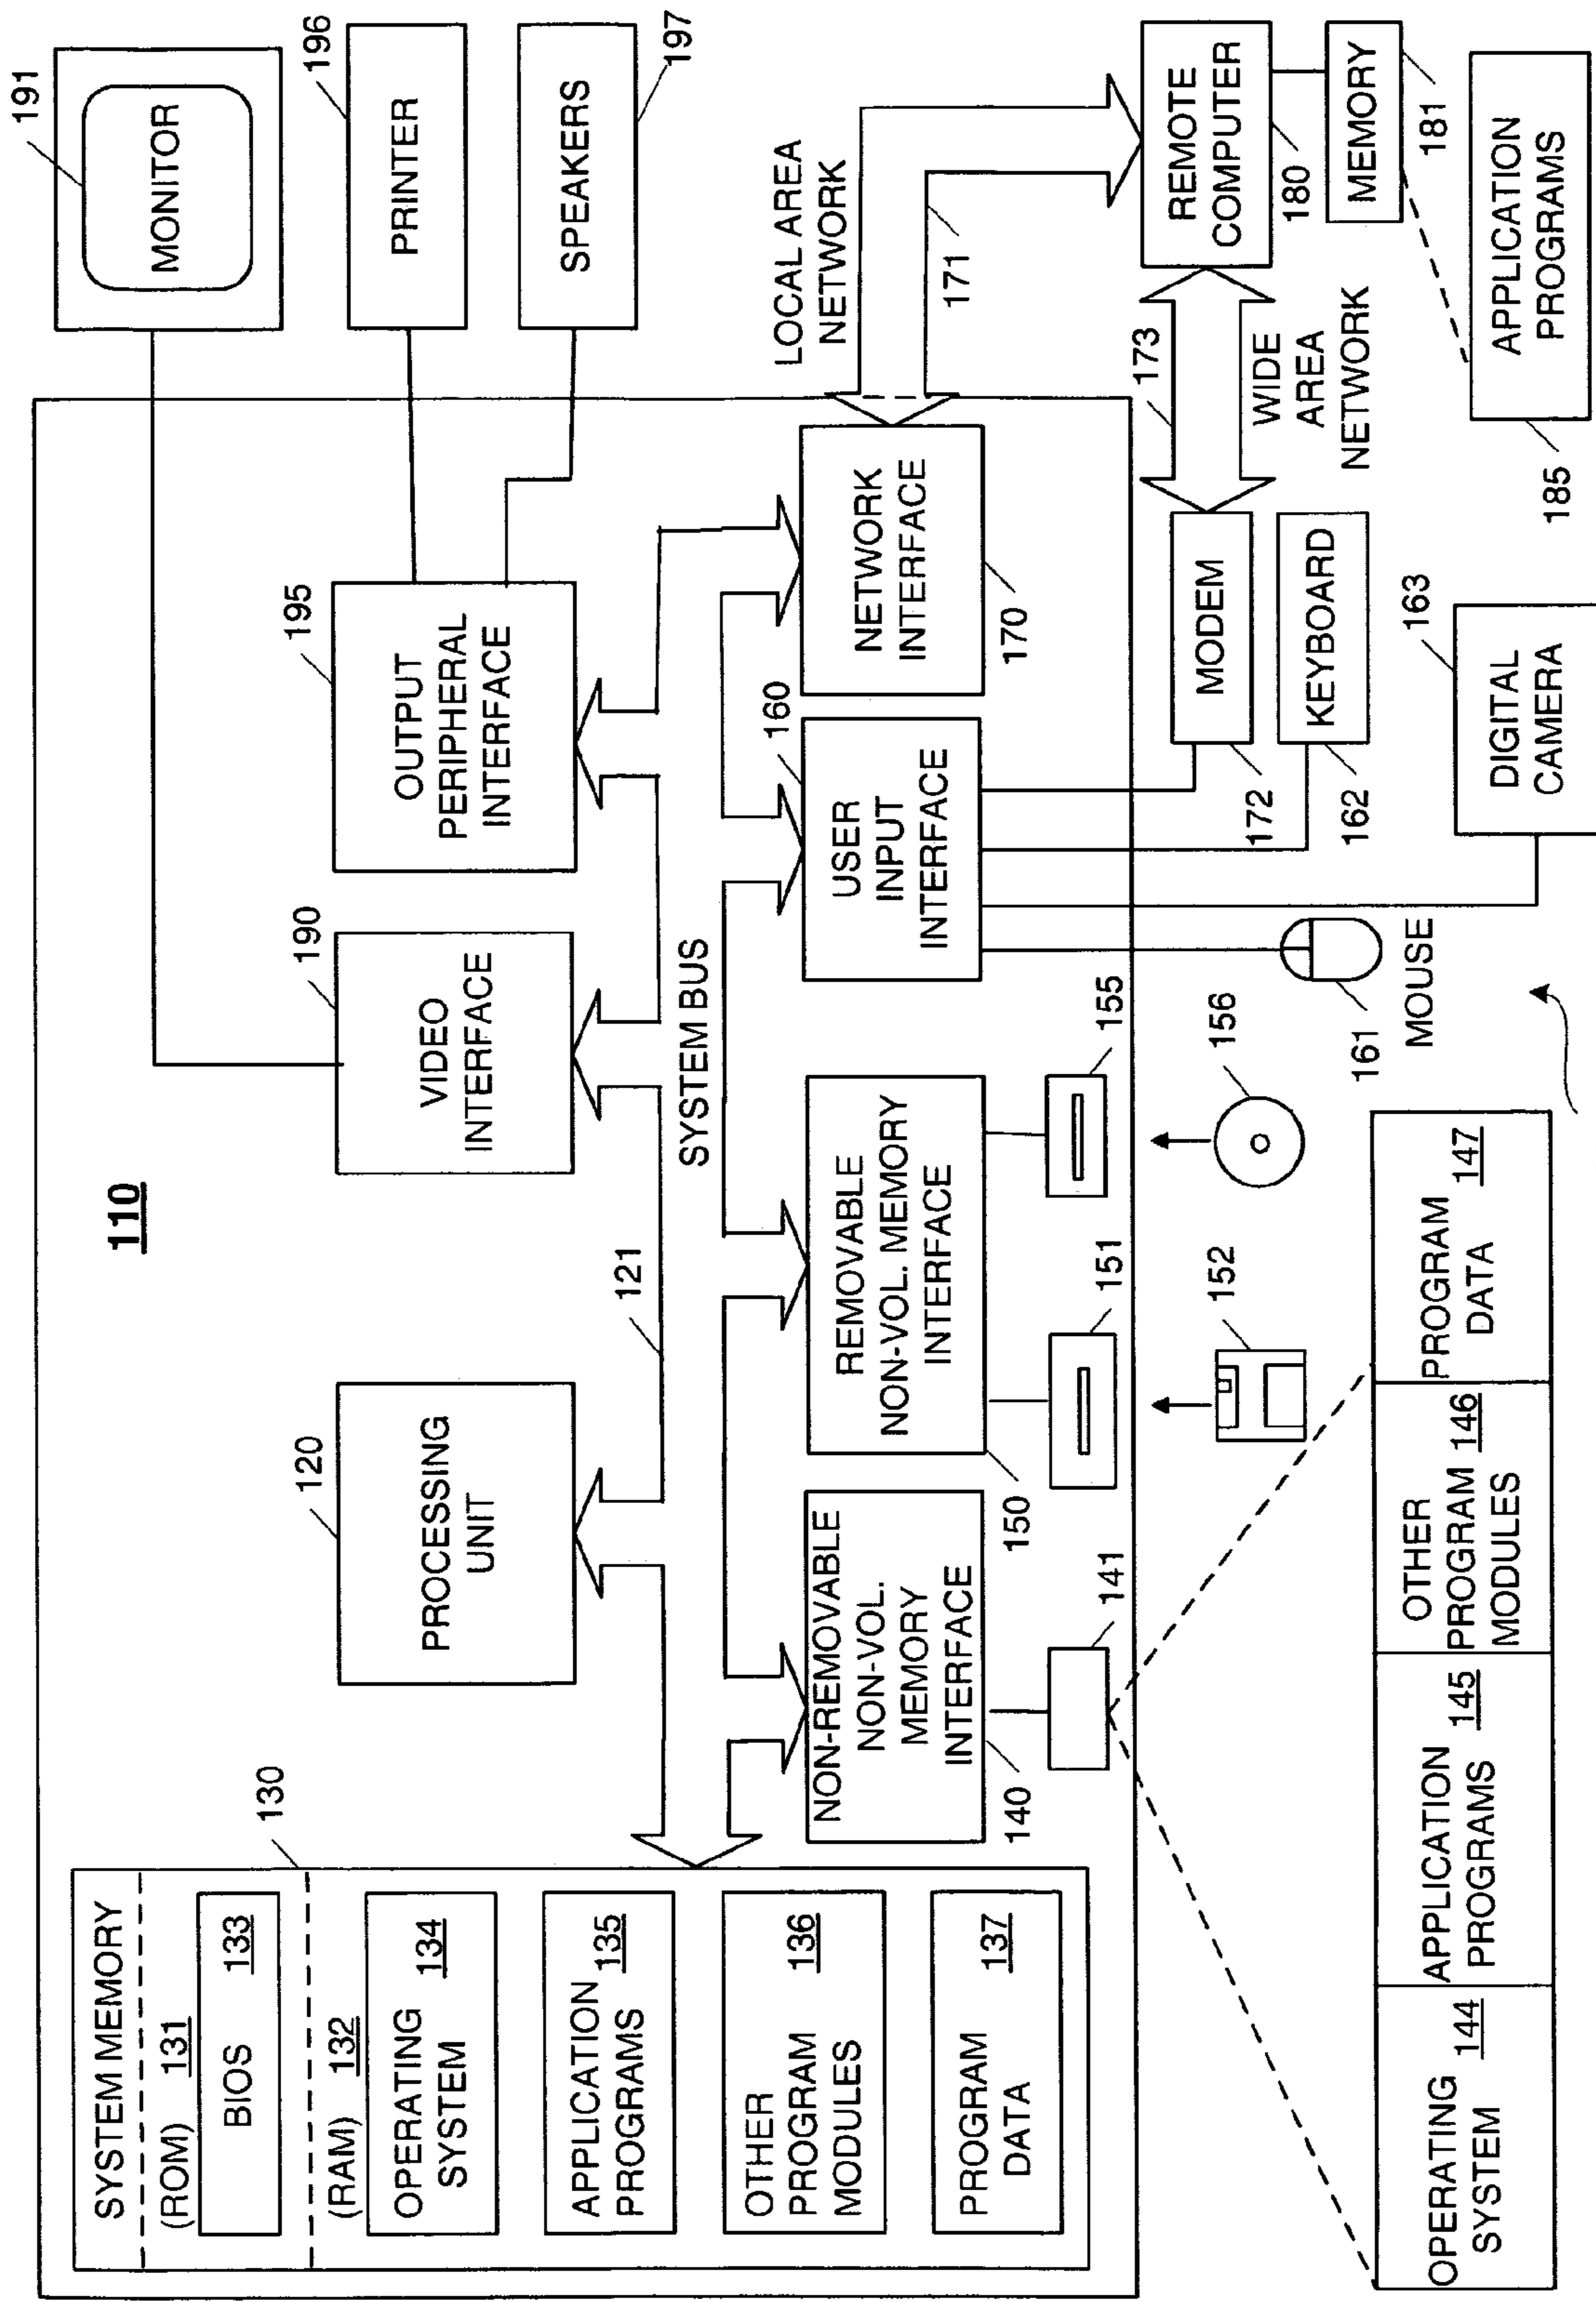 110
SYSTEM MEMORY
(ROM) 131
BIOS 133
(RAM) 132
OPERATING
SYSTEM
134
APPLICATION
PROGRAMS
135
OTHER
PROGRAM
MODULES
136
PROGRAM
DATA
137
130
120
PROCESSING
UNIT
121
190
VIDEO
INTERFACE
195
OUTPUT
PERIPHERAL
INTERFACE
191
MONITOR
196
PRINTER
SPEAKERS
197
SYSTEM BUS
NON-REMOVABLE
NON-VOL.
MEMORY
INTERFACE
140
REMOVABLE
NON-VOL. MEMORY
INTERFACE
150
160
USER
INPUT
INTERFACE
NETWORK
INTERFACE
170
LOCAL AREA
NETWORK
171
141
151
155
152
156
161
MOUSE
MODEM
172
KEYBOARD
162
163
DIGITAL
CAMERA
173
WIDE
AREA
NETWORK
REMOTE
COMPUTER
180
MEMORY
181
APPLICATION
PROGRAMS
185
OPERATING
SYSTEM
144
APPLICATION
PROGRAMS
145
OTHER
PROGRAM
MODULES
146
PROGRAM
DATA
147